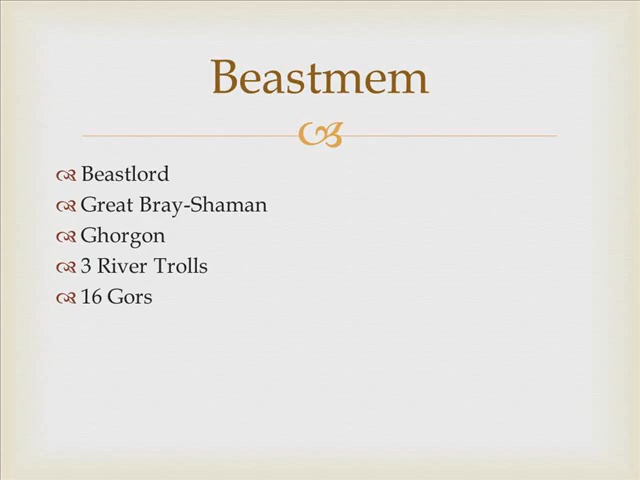 Beastmem
Beastlord
Great Bray-Shaman
Ghorgon
3 River Trolls
16 Gors